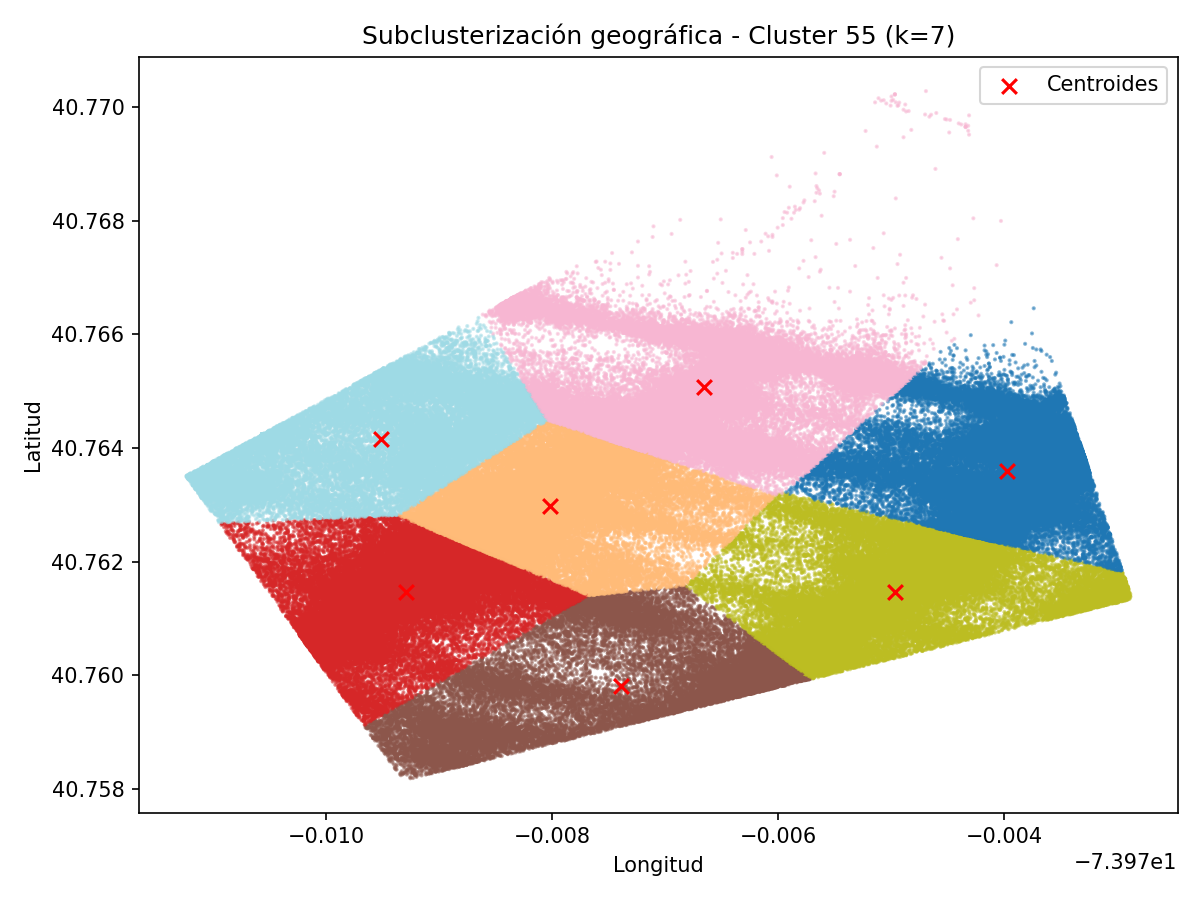 Subclusterización geográfica - Cluster 55 (k=7)
Centroides
40.770
40.768
40.766
40.764
40.762
40.760
40.758
Latitud
−0.010
−0.008
−0.006
−0.004
Longitud
−7.397e1